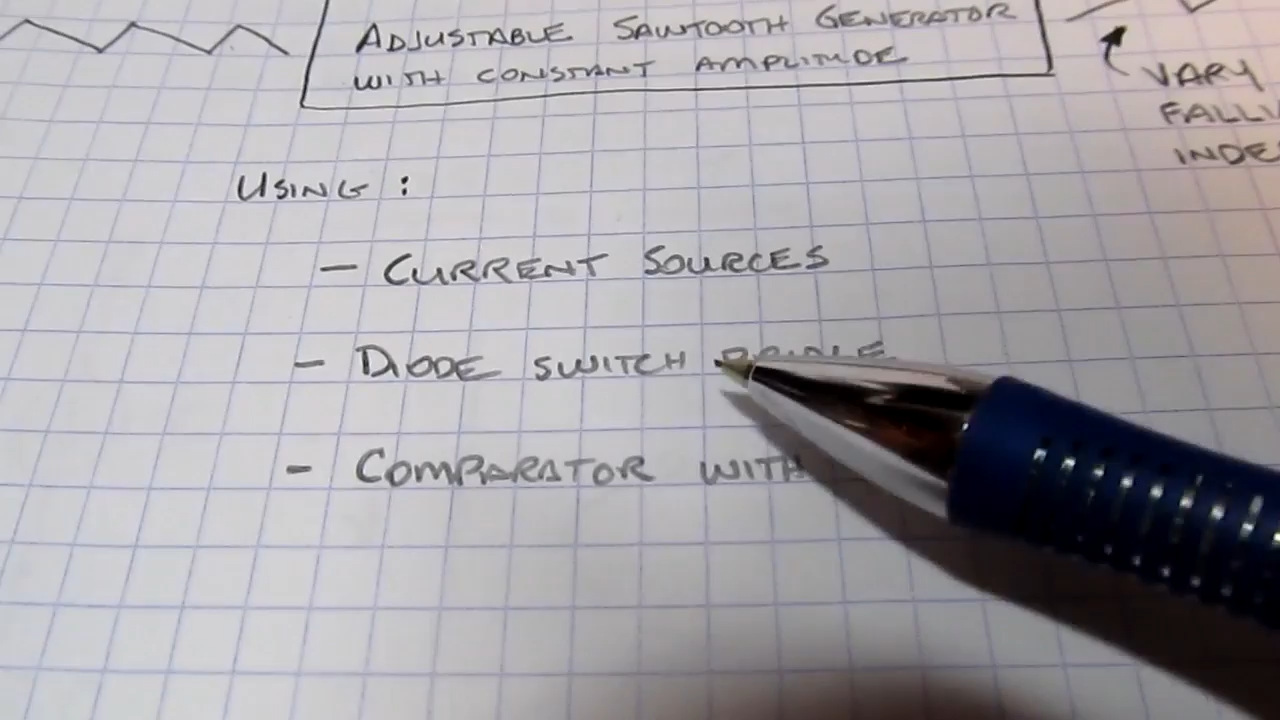 ADJUSTABLE SAWTOOTH GENERATOR
WITH CONSTANT AMPLITUDE
VARY
FALLI
INDE
USING :
- CURRENT SOURCES
- DIODE SWITCH
- COMPARATOR WITH